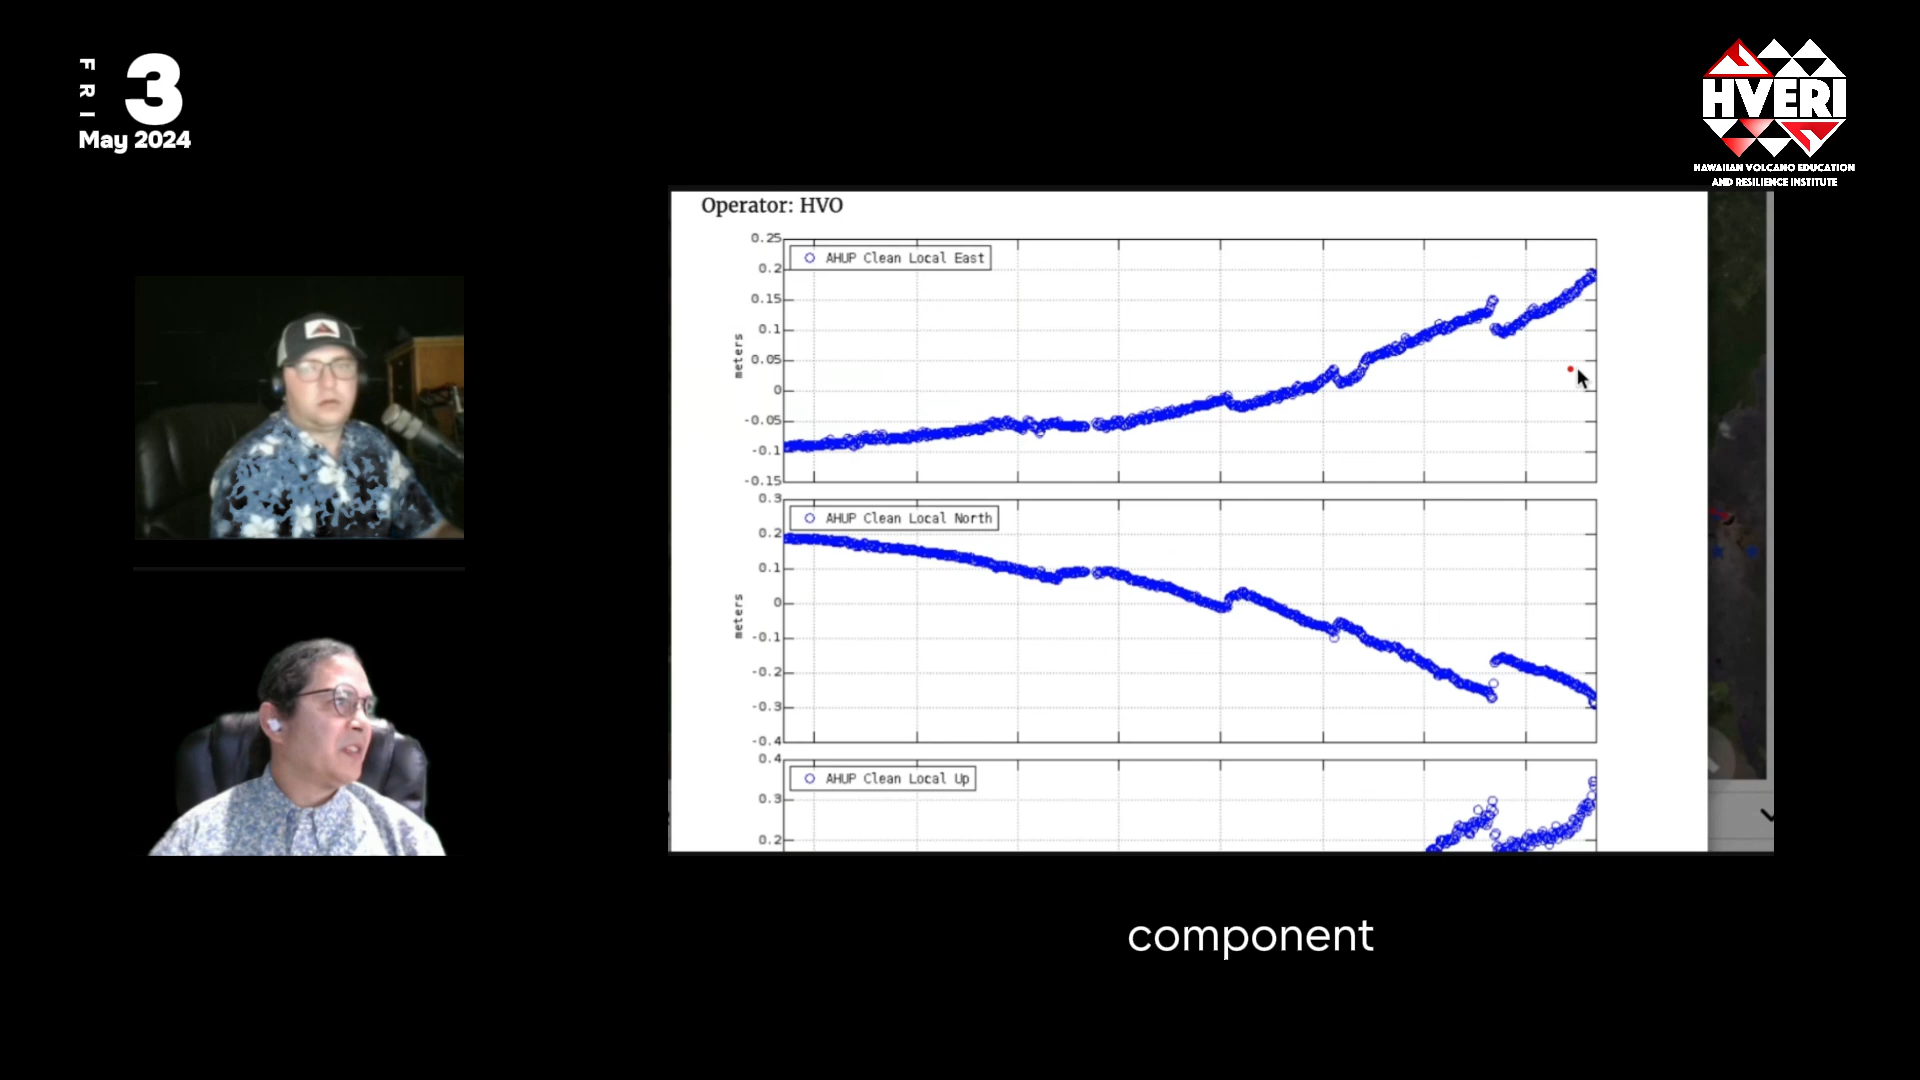 FRI
3
May 2024
HVERI
HAWAIIAN VOLCANO EDUCATION
AND RESILIENCE INSTITUTE
Operator: HVO
0.25
0.2
0.15
0.1
0.05
0
-0.05
-0.1
-0.15
meters
AHUP Clean Local East
0.3
0.2
0.1
0
-0.1
-0.2
-0.3
-0.4
meters
AHUP Clean Local North
0.4
0.3
0.2
AHUP Clean Local Up
component